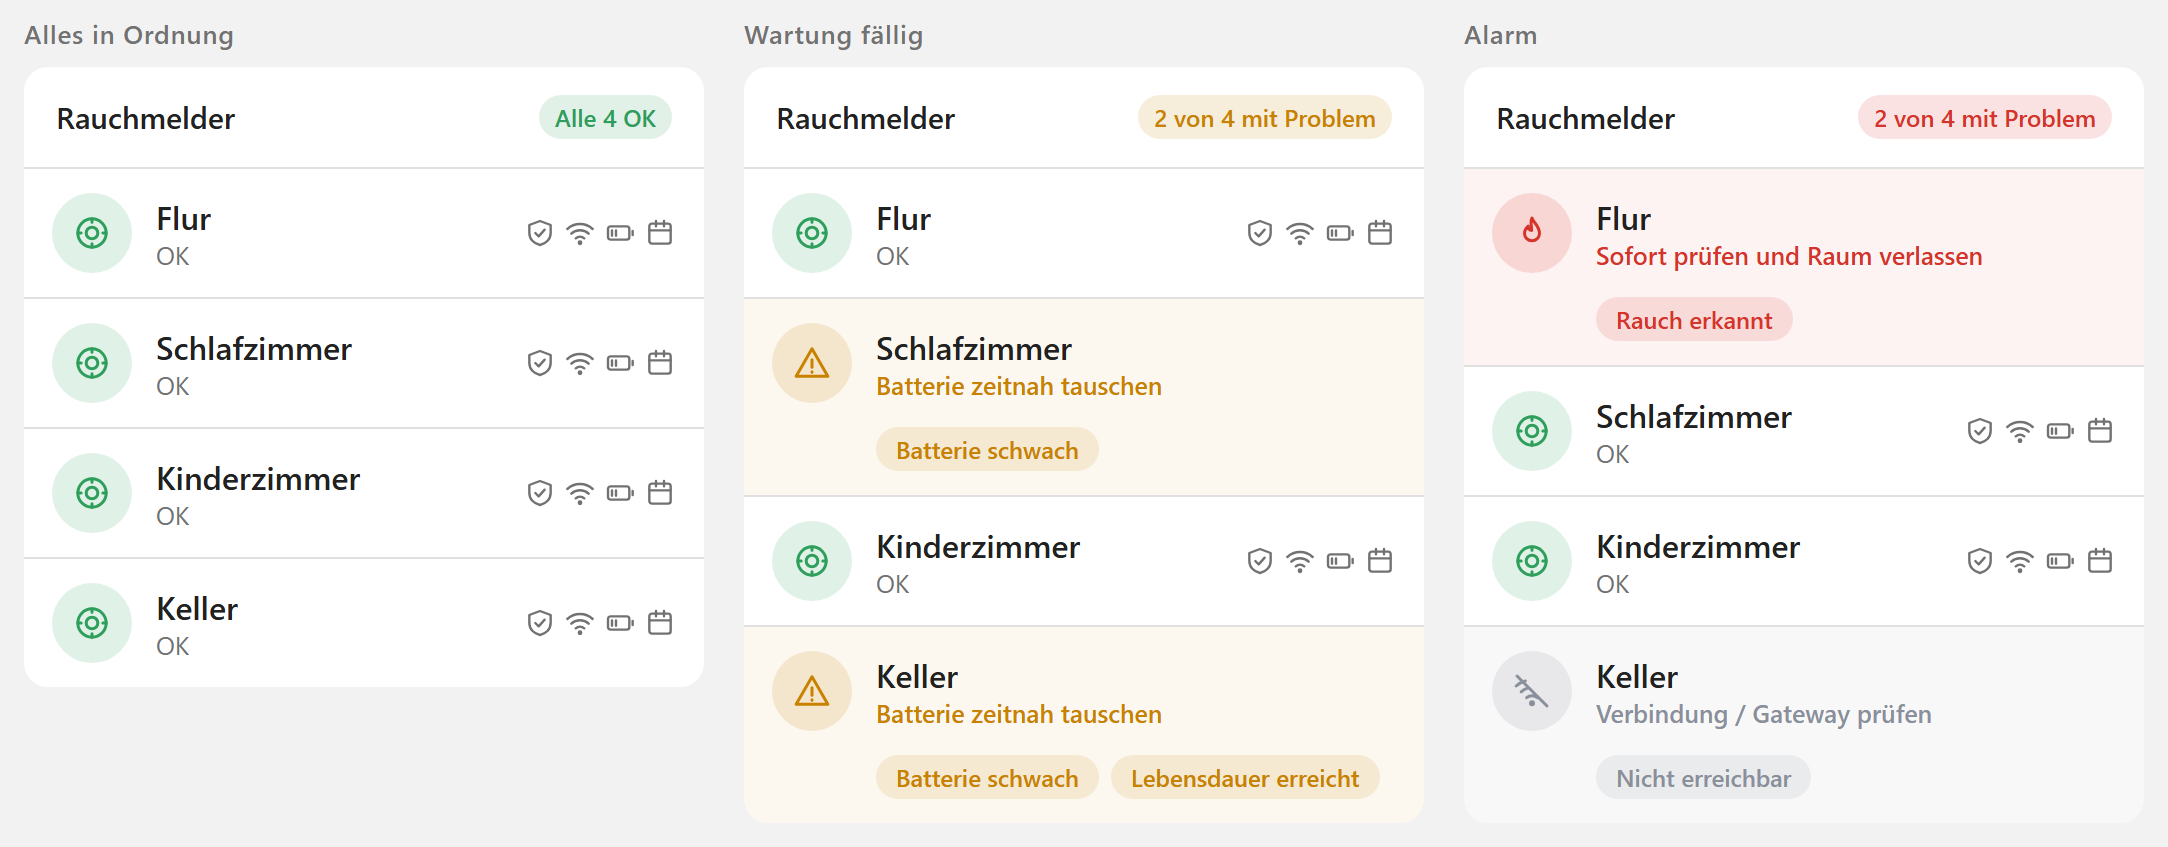 Alles in Ordnung
Rauchmelder
Alle 4 OK
Flur
OK
Schlafzimmer
OK
Kinderzimmer
OK
Keller
OK
Wartung fällig
Rauchmelder
2 von 4 mit Problem
Flur
OK
Schlafzimmer
Batterie zeitnah tauschen
Batterie schwach
Kinderzimmer
OK
Keller
Batterie zeitnah tauschen
Batterie schwach
Lebensdauer erreicht
Alarm
Rauchmelder
2 von 4 mit Problem
Flur
Sofort prüfen und Raum verlassen
Rauch erkannt
Schlafzimmer
OK
Kinderzimmer
OK
Keller
Verbindung / Gateway prüfen
Nicht erreichbar